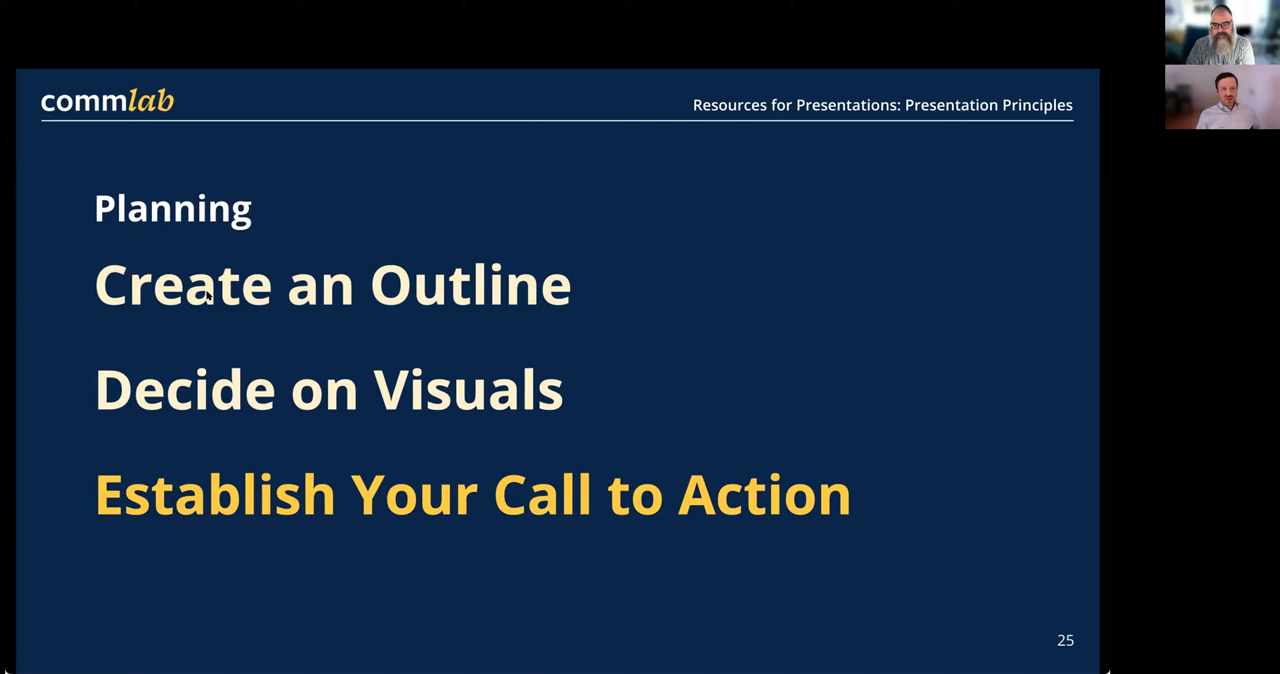 commlab
Resources for Presentations: Presentation Principles
Planning
Create an Outline
Decide on Visuals
Establish Your Call to Action
25